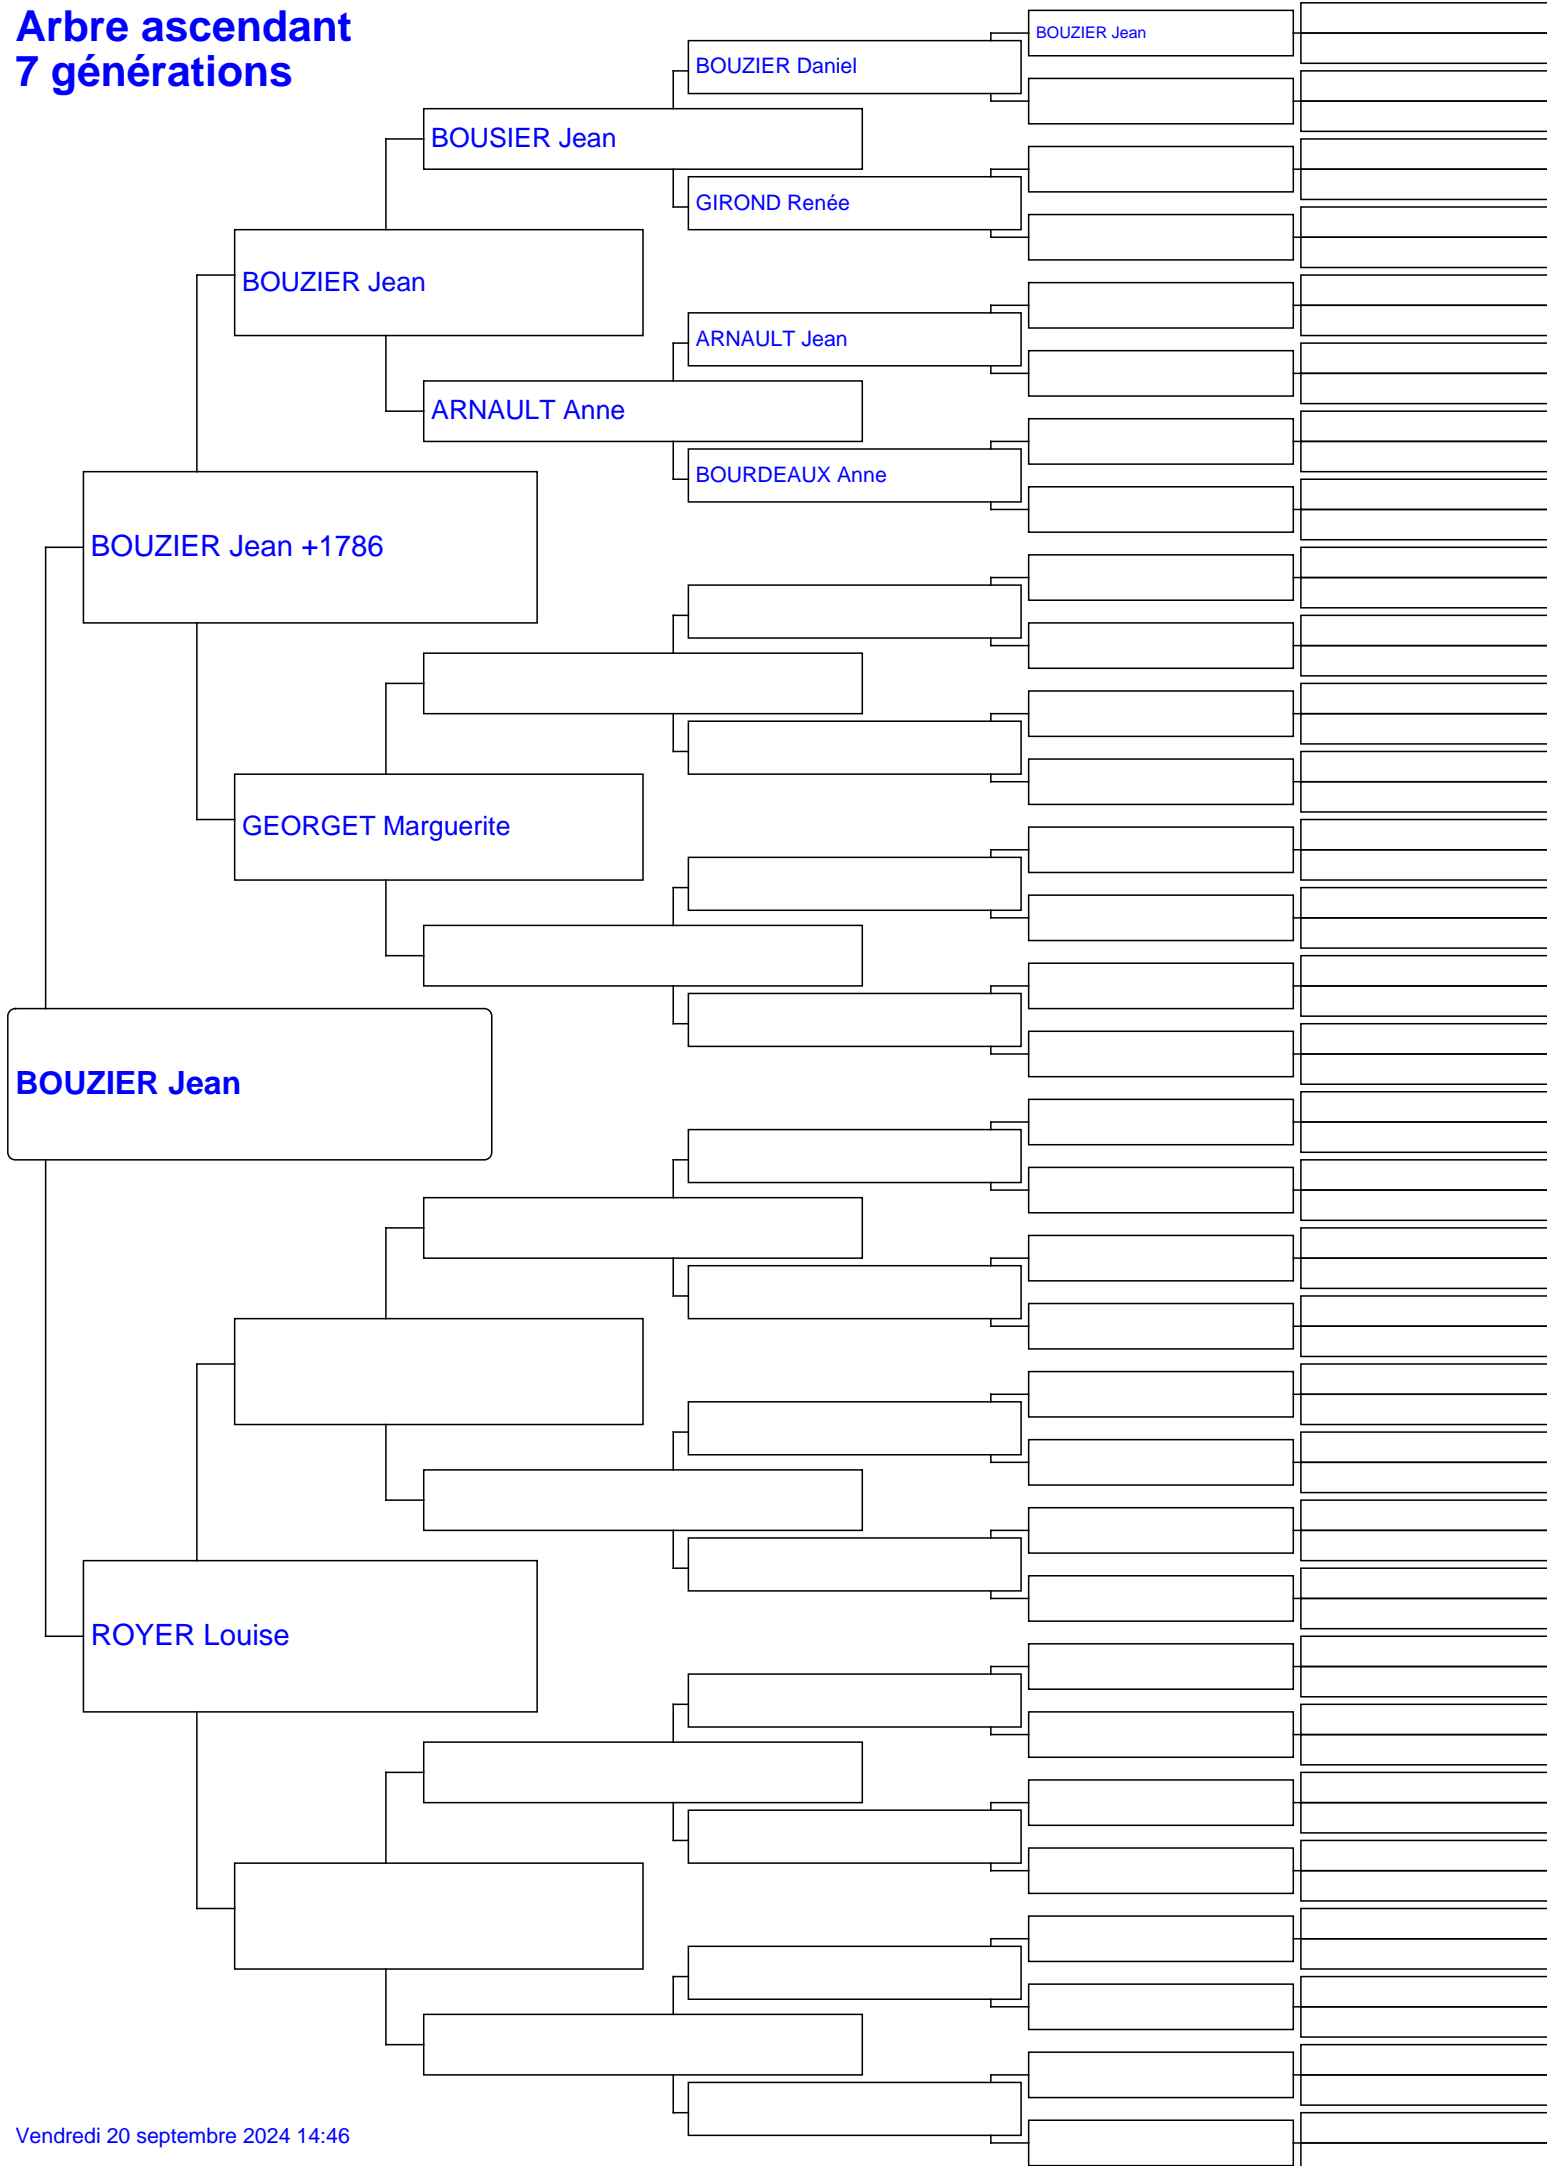 Arbre ascendant
7 générations
BOUZIER Jean
BOUZIER Daniel
BOUSIER Jean
GIROND Renée
BOUZIER Jean
ARNAULT Jean
ARNAULT Anne
BOURDEAUX Anne
BOUZIER Jean +1786
GEORGET Marguerite
BOUZIER Jean
ROYER Louise
Vendredi 20 septembre 2024 14:46